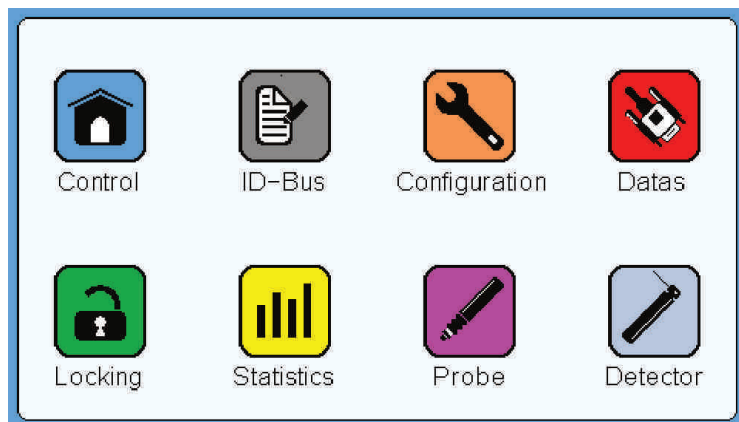 Control
ID-Bus
Configuration
Datas
Locking
Statistics
Probe
Detector